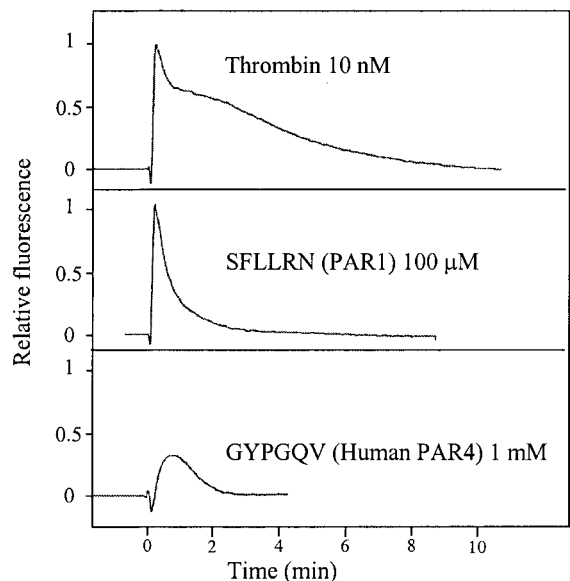 Relative fluorescence
1
0.5
0
Thrombin 10 nM
1
0.5
0
SFLLRN (PAR1) 100 μM
1
0.5
0
GYPGQV (Human PAR4) 1 mM
0 2 4 6 8 10
Time (min)